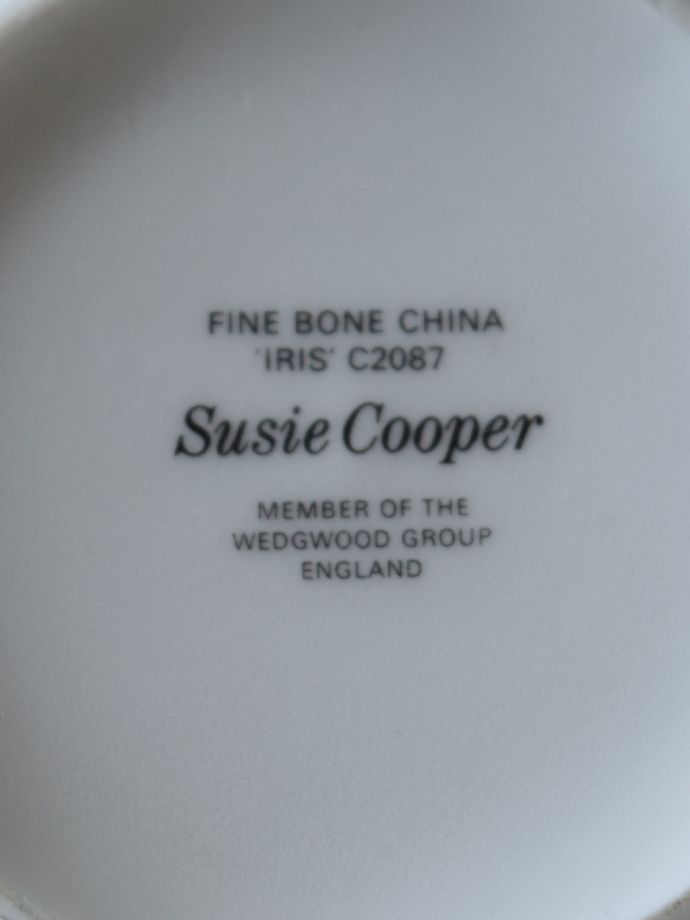 FINE BONE CHINA
'IRIS' C2087
Susie Cooper
MEMBER OF THE
WEDGWOOD GROUP
ENGLAND